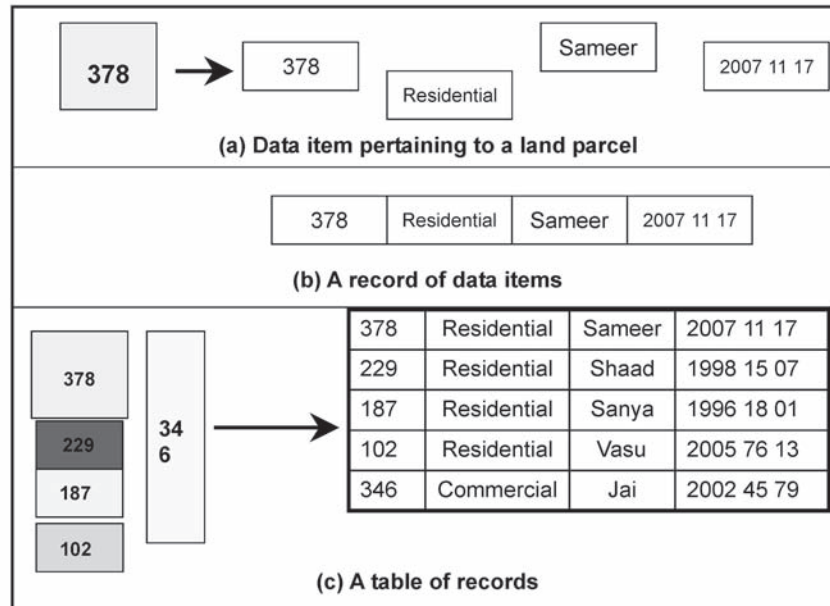 378
378
Residential
Sameer
2007 11 17
(a) Data item pertaining to a land parcel
378 Residential Sameer 2007 11 17
(b) A record of data items
378
229
187
102
34
6
378 Residential Sameer 2007 11 17
229 Residential Shaad 1998 15 07
187 Residential Sanya 1996 18 01
102 Residential Vasu 2005 76 13
346 Commercial Jai 2002 45 79
(c) A table of records